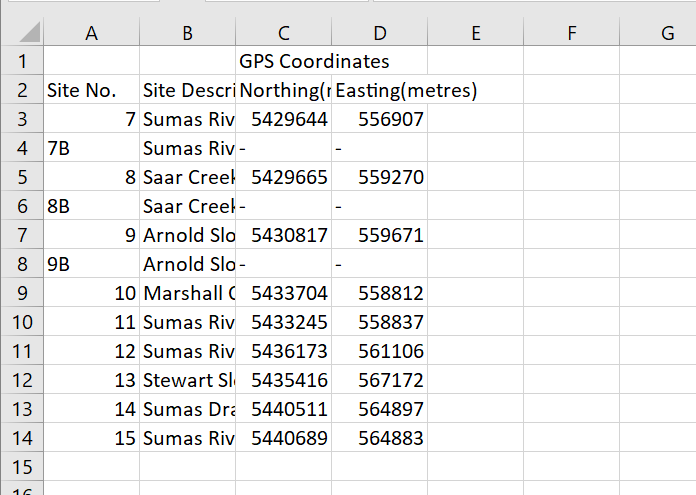 A B C D E F G
1 GPS Coordinates
2 Site No. Site Descri Northing(r Easting(metres)
3 7 Sumas Riv 5429644 556907
4 7B Sumas Riv - -
5 8 Saar Creek 5429665 559270
6 8B Saar Creek - -
7 9 Arnold Slo 5430817 559671
8 9B Arnold Slo - -
9 10 Marshall C 5433704 558812
10 11 Sumas Riv 5433245 558837
11 12 Sumas Riv 5436173 561106
12 13 Stewart Sl 5435416 567172
13 14 Sumas Dra 5440511 564897
14 15 Sumas Riv 5440689 564883
15
16